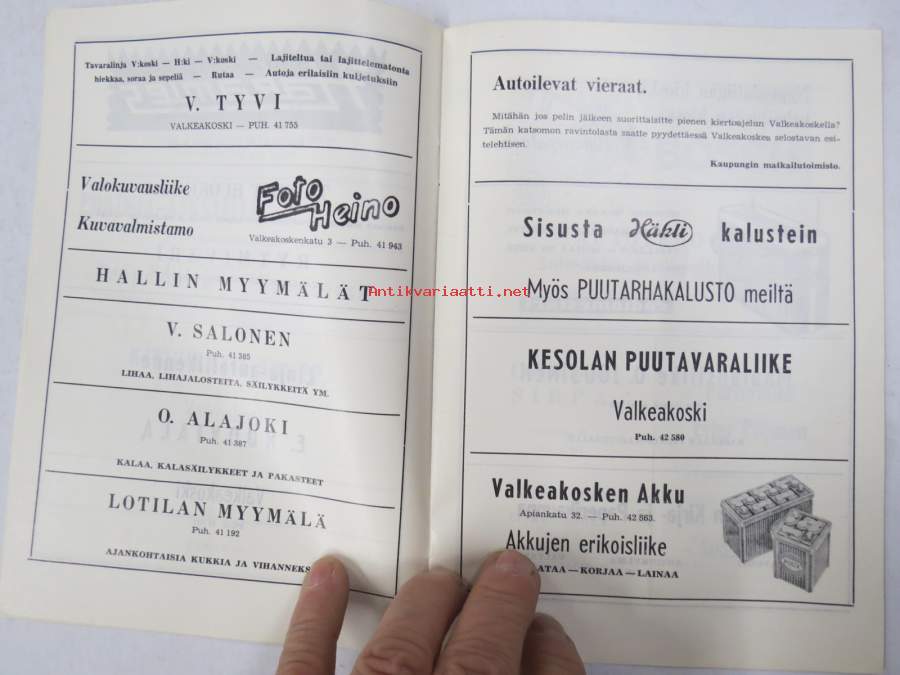 Tavaralinja V:koski — H:ki — V:koski — Lajiteltua tai lajittelematonta
hiekkaa, soraa ja sepeliä — Rutaa — Autoja erilaisiin kuljetuksiin
V. TYVI
VALKEAKOSKI — PUH. 41 755
Valokuvausliike
Kuvavalmistamo
Foto
Heino
Valkeakoskenkatu 3 — Puh. 41 943
HALLIN MYYMÄLÄT
V. SALONEN
Puh. 41 385
LIHAA, LIHAJALOSTEITA, SÄILYKKEITÄ YM.
O. ALAJOKI
Puh. 41 387
KALAA, KALASÄILYKKEET JA PAKASTEET
LOTILAN MYYMÄLÄ
Puh. 41 192
AJANKOHTAISIA KUKKIA JA VIHANNEKS
Antikvariaatti.net
Autoilevat vieraat.
Mitähän jos pelin jälkeen suorittaisitte pienen kiertoajelun Valkeakoskella?
Tämän katsomon ravintolasta saatte pyydettäessä Valkeakoskea selostavan esi-
telehtisen.
Kaupungin matkailutoimisto.
Sisusta Häkli kalustein
Myös PUUTARHAKALUSTO meiltä
KESOLAN PUUTAVARALIIKE
Valkeakoski
Puh. 42 580
Valkeakosken Akku
Apiankatu 32. — Puh. 42 563.
Akkujen erikoisliike
ATAA — KORJAA — LAINAA